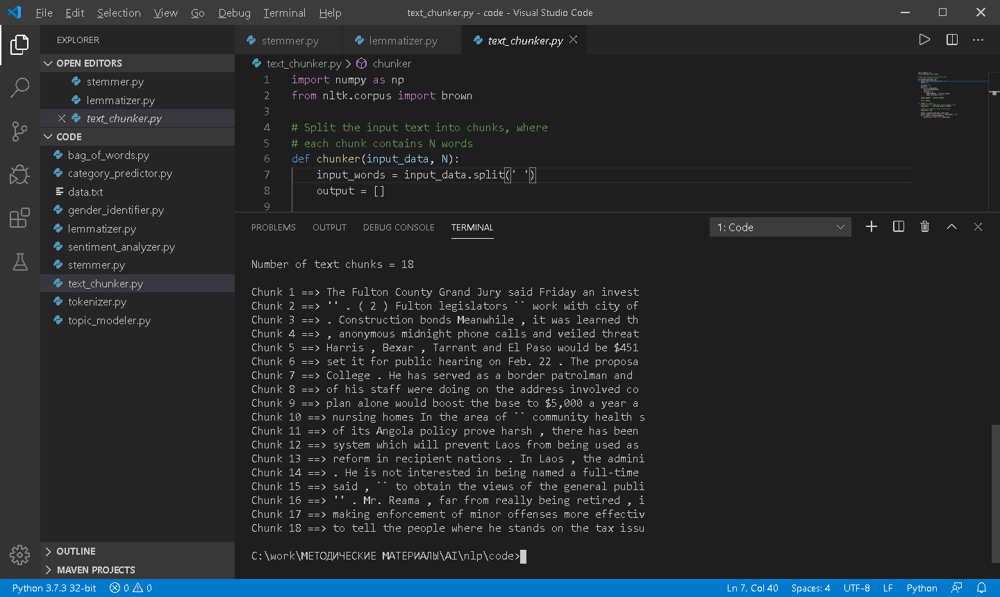 File Edit Selection View Go Debug Terminal Help text_chunker.py - code - Visual Studio Code
EXPLORER
OPEN EDITORS
stemmer.py
lemmatizer.py
text_chunker.py
CODE
bag_of_words.py
category_predictor.py
data.txt
gender_identifier.py
lemmatizer.py
sentiment_analyzer.py
stemmer.py
text_chunker.py
tokenizer.py
topic_modeler.py
OUTLINE
MAVEN PROJECTS
stemmer.py lemmatizer.py text_chunker.py
text_chunker.py > chunker
1 import numpy as np
2 from nltk.corpus import brown
3
4 # Split the input text into chunks, where
5 # each chunk contains N words
6 def chunker(input_data, N):
7 input_words = input_data.split(' ')
8 output = []
9
PROBLEMS OUTPUT DEBUG CONSOLE TERMINAL 1: Code
Number of text chunks = 18
Chunk 1 ==> The Fulton County Grand Jury said Friday an invest
Chunk 2 ==> '' . ( 2 ) Fulton legislators `` work with city of
Chunk 3 ==> . Construction bonds Meanwhile , it was learned th
Chunk 4 ==> , anonymous midnight phone calls and veiled threat
Chunk 5 ==> Harris , Bexar , Tarrant and El Paso would be $451
Chunk 6 ==> set it for public hearing on Feb. 22 . The proposa
Chunk 7 ==> College . He has served as a border patrolman and
Chunk 8 ==> of his staff were doing on the address involved co
Chunk 9 ==> plan alone would boost the base to $5,000 a year a
Chunk 10 ==> nursing homes In the area of `` community health s
Chunk 11 ==> of its Angola policy prove harsh , there has been
Chunk 12 ==> system which will prevent Laos from being used as
Chunk 13 ==> reform in recipient nations . In Laos , the admini
Chunk 14 ==> . He is not interested in being named a full-time
Chunk 15 ==> said , `` to obtain the views of the general publi
Chunk 16 ==> '' . Mr. Reama , far from really being retired , i
Chunk 17 ==> making enforcement of minor offenses more effectiv
Chunk 18 ==> to tell the people where he stands on the tax issu
C:\work\МЕТОДИЧЕСКИЕ МАТЕРИАЛЫ\AI\nlp\code>
Python 3.7.3 32-bit 0 0 Ln 7, Col 40 Spaces: 4 UTF-8 LF Python